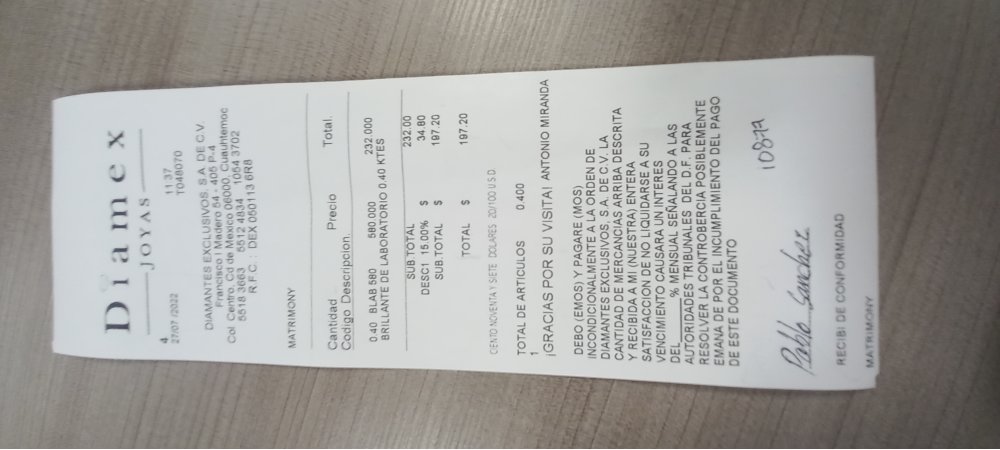 Diamex
JOYAS
4
27/07 /2022 11:37
T048070
DIAMANTES EXCLUSIVOS, S.A. DE C.V.
Francisco I Madero 54 - 405 P-4
Col. Centro, Cd de Mexico 06000, Cuauhtemoc
5518 3663 5512 4834 1054 3702
R.F.C. : DEX 050113 6R8
MATRIMONY
Cantidad Precio Total.
Codigo Descripcion.
0.40 BLAB 580 580.000 232.000
BRILLANTE DE LABORATORIO 0.40 KTES
SUB TOTAL 232.00
DESC1 15.00% $ 34.80
SUB.TOTAL $ 197.20
TOTAL $ 197.20
CIENTO NOVENTA Y SIETE DOLARES 20/100 U.S.D.
TOTAL DE ARTICULOS 0.400
1
¡GRACIAS POR SU VISITA! ANTONIO MIRANDA
DEBO (EMOS) Y PAGARE (MOS)
INCONDICIONALMENTE A LA ORDEN DE
DIAMANTES EXCLUSIVOS, S.A. DE C.V. LA
CANTIDAD DE MERCANCIAS ARRIBA DESCRITA
Y RECIBIDA A MI (NUESTRA) ENTERA
SATISFACCION DE NO LIQUIDARSE A SU
VENCIMIENTO CAUSARA UN INTERES
DEL______% MENSUAL SEÑALANDO A LAS
AUTORIDADES TRIBUNALES DEL D.F. PARA
RESOLVER LA CONTROBERCIA POSIBLEMENTE
EMANA DE POR EL INCUMPLIMIENTO DEL PAGO
DE ESTE DOCUMENTO
10877
Pablo Sanchez
RECIBI DE CONFORMIDAD
MATRIMONY